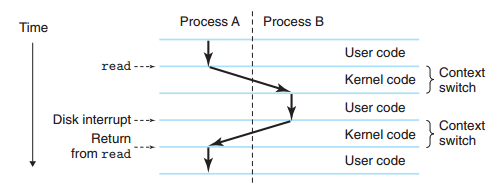 Process A Process B
Time
User code
read
Kernel code
Context
switch
User code
Disk interrupt
Kernel code
Context
switch
Return
from read
User code